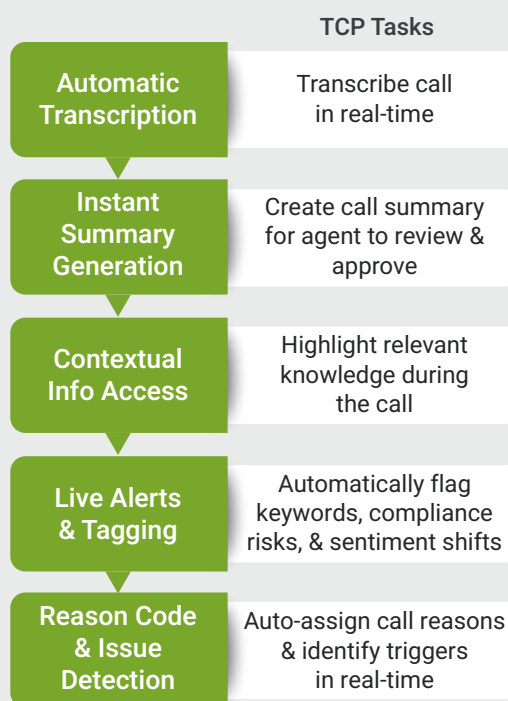 TCP Tasks
Automatic
Transcription
Transcribe call
in real-time
Instant
Summary
Generation
Create call summary
for agent to review &
approve
Contextual
Info Access
Highlight relevant
knowledge during
the call
Live Alerts
& Tagging
Automatically flag
keywords, compliance
risks, & sentiment shifts
Reason Code
& Issue
Detection
Auto-assign call reasons
& identify triggers
in real-time